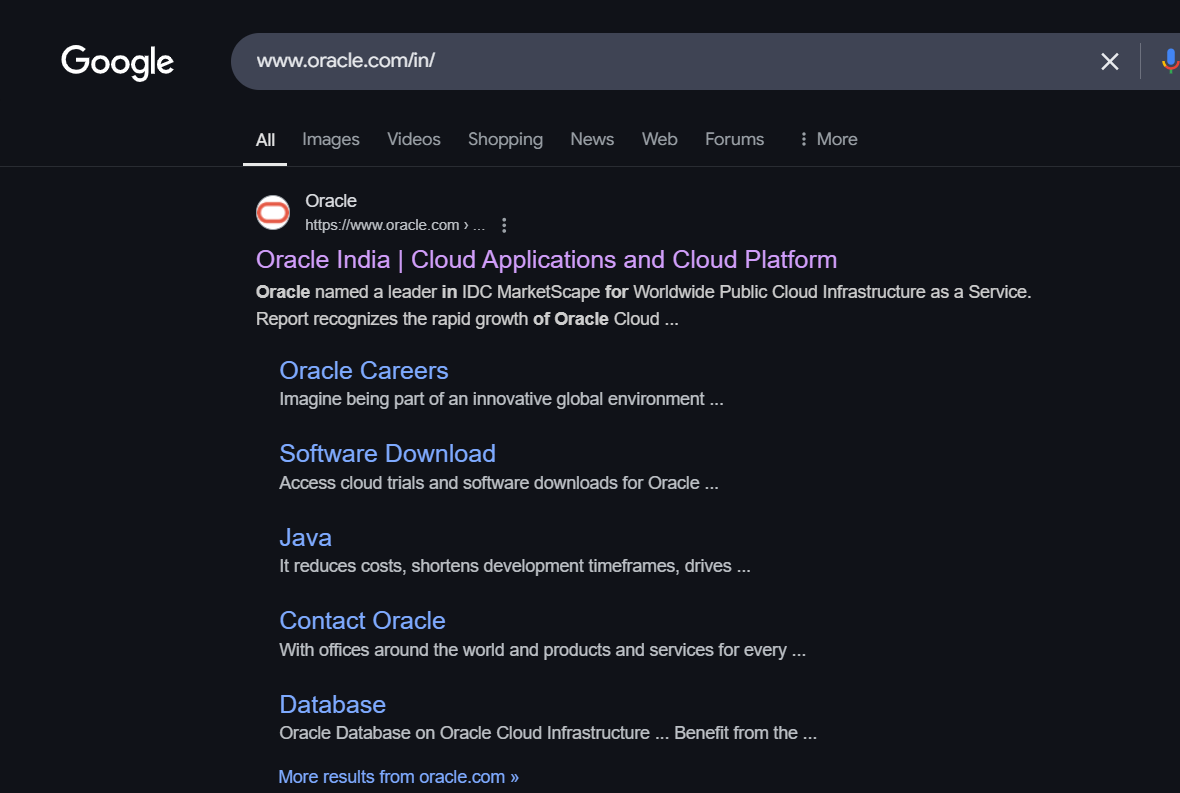 Google
www.oracle.com/in/
All Images Videos Shopping News Web Forums More
Oracle
https://www.oracle.com › ...
Oracle India | Cloud Applications and Cloud Platform
Oracle named a leader in IDC MarketScape for Worldwide Public Cloud Infrastructure as a Service.
Report recognizes the rapid growth of Oracle Cloud ...
Oracle Careers
Imagine being part of an innovative global environment ...
Software Download
Access cloud trials and software downloads for Oracle ...
Java
It reduces costs, shortens development timeframes, drives ...
Contact Oracle
With offices around the world and products and services for every ...
Database
Oracle Database on Oracle Cloud Infrastructure ... Benefit from the ...
More results from oracle.com »